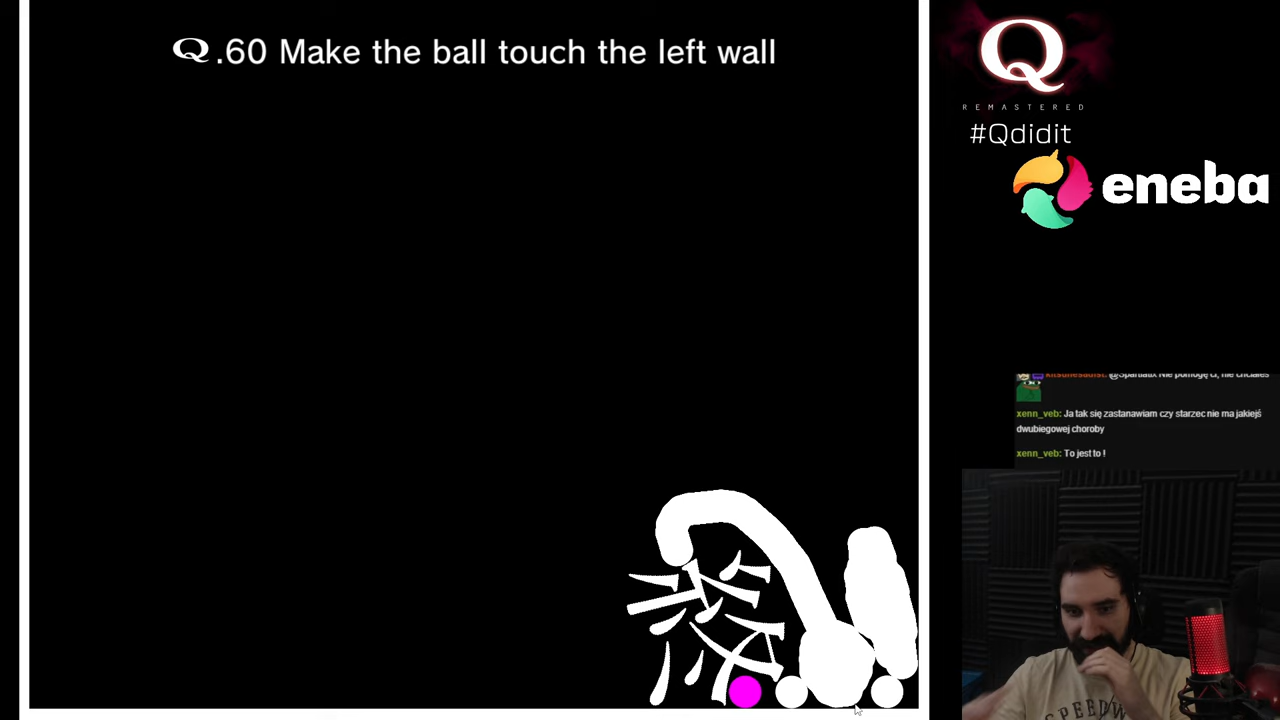 Q.60 Make the ball touch the left wall
Q
REMASTERED
#Qdidit
eneba
xenn_veb: Ja tak się zastanawiam czy starzec nie ma jakiejś
dwubiegowej choroby
xenn_veb: To jest to !
SPEEDW